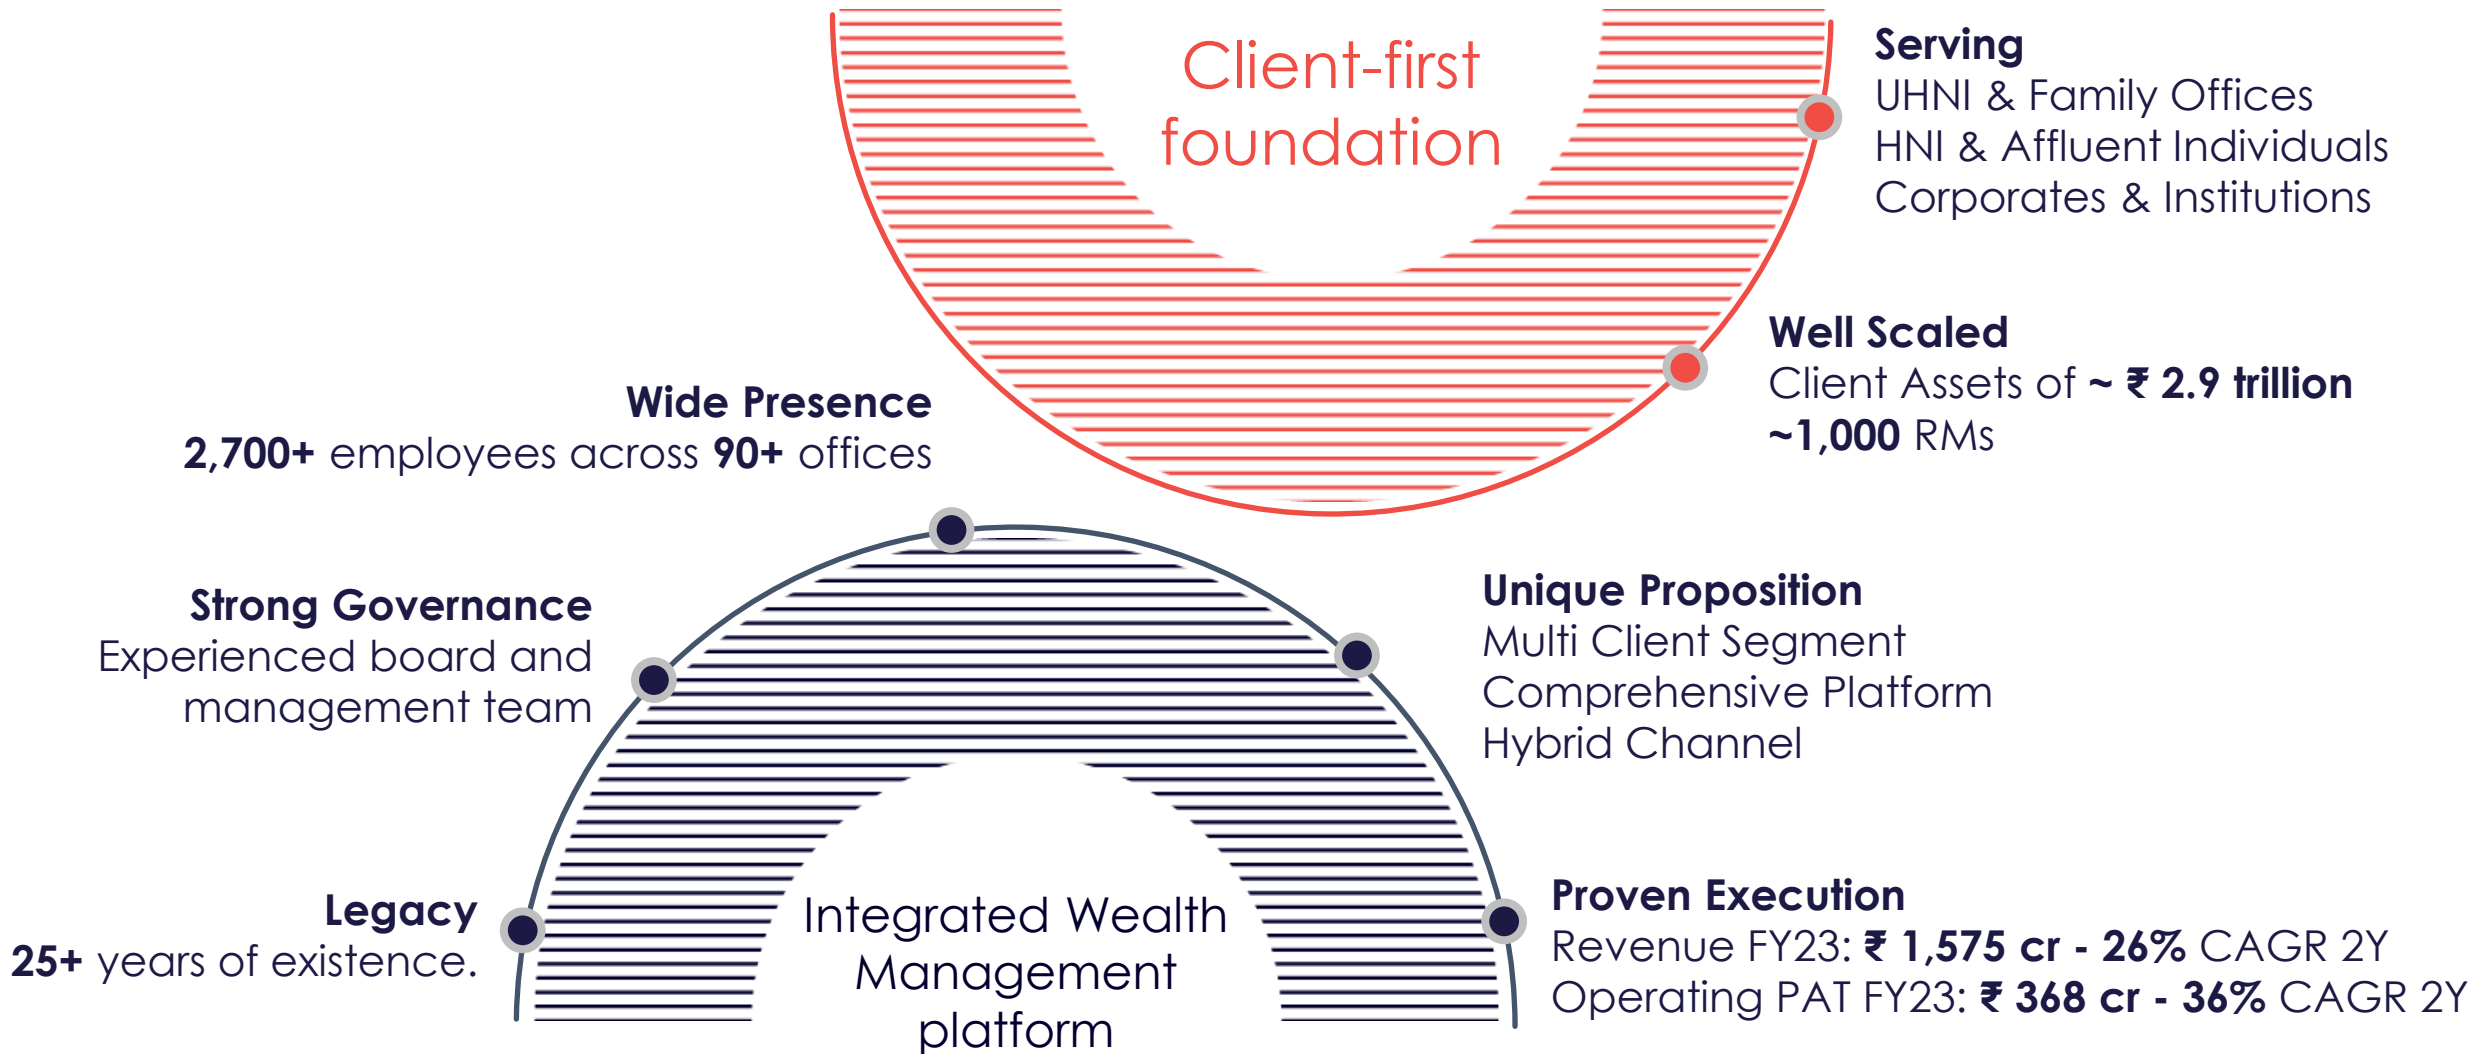 Client-first
foundation
Serving
UHNI & Family Offices
HNI & Affluent Individuals
Corporates & Institutions
Well Scaled
Client Assets of ~ ₹ 2.9 trillion
~1,000 RMs
Wide Presence
2,700+ employees across 90+ offices
Strong Governance
Experienced board and
management team
Legacy
25+ years of existence.
Integrated Wealth
Management
platform
Unique Proposition
Multi Client Segment
Comprehensive Platform
Hybrid Channel
Proven Execution
Revenue FY23: ₹ 1,575 cr - 26% CAGR 2Y
Operating PAT FY23: ₹ 368 cr - 36% CAGR 2Y